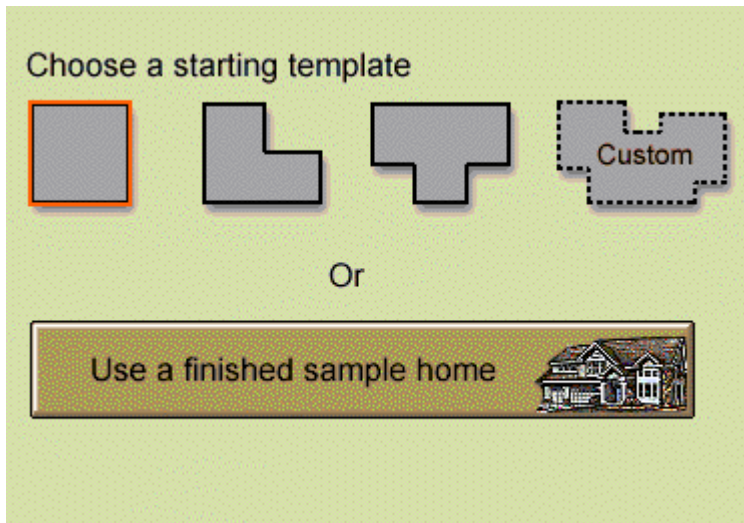 Choose a starting template
Custom
Or
Use a finished sample home